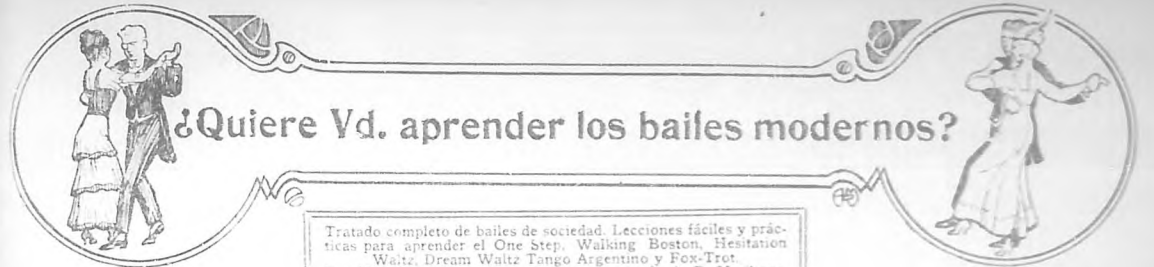 ¿Quiere Vd. aprender los bailes modernos?
Tratado completo de bailes de sociedad. Lecciones fáciles y prác-
ticas para aprender el One Step, Walking Boston, Hesitation
Waltz, Dream Waltz Tango Argentino y Fox-Trot.